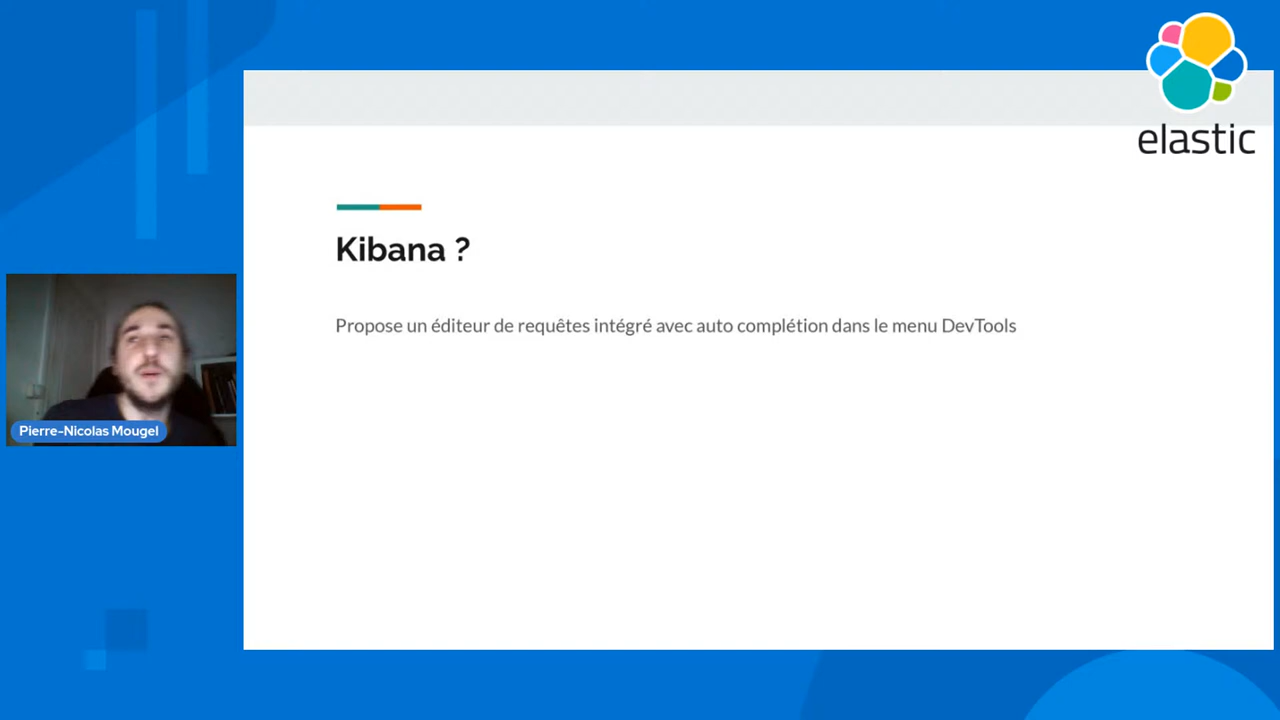 elastic
Kibana ?
Propose un éditeur de requêtes intégré avec auto complétion dans le menu DevTools
Pierre-Nicolas Mougel